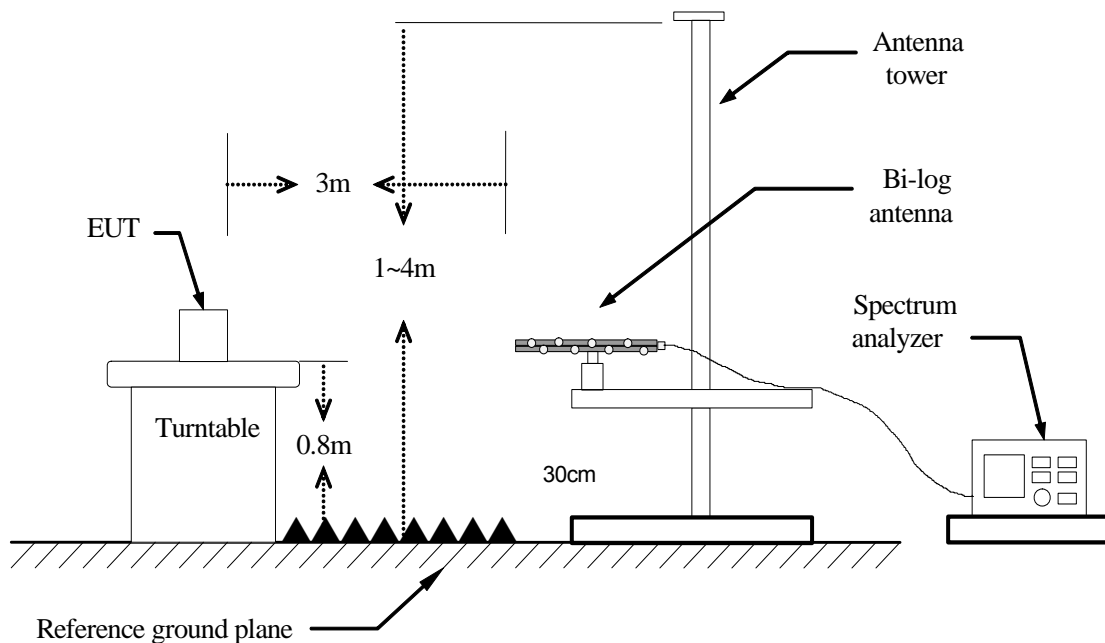 Antenna
tower
3m
Bi-log
antenna
EUT
1~4m
Spectrum
analyzer
Turntable
0.8m
30cm
Reference ground plane